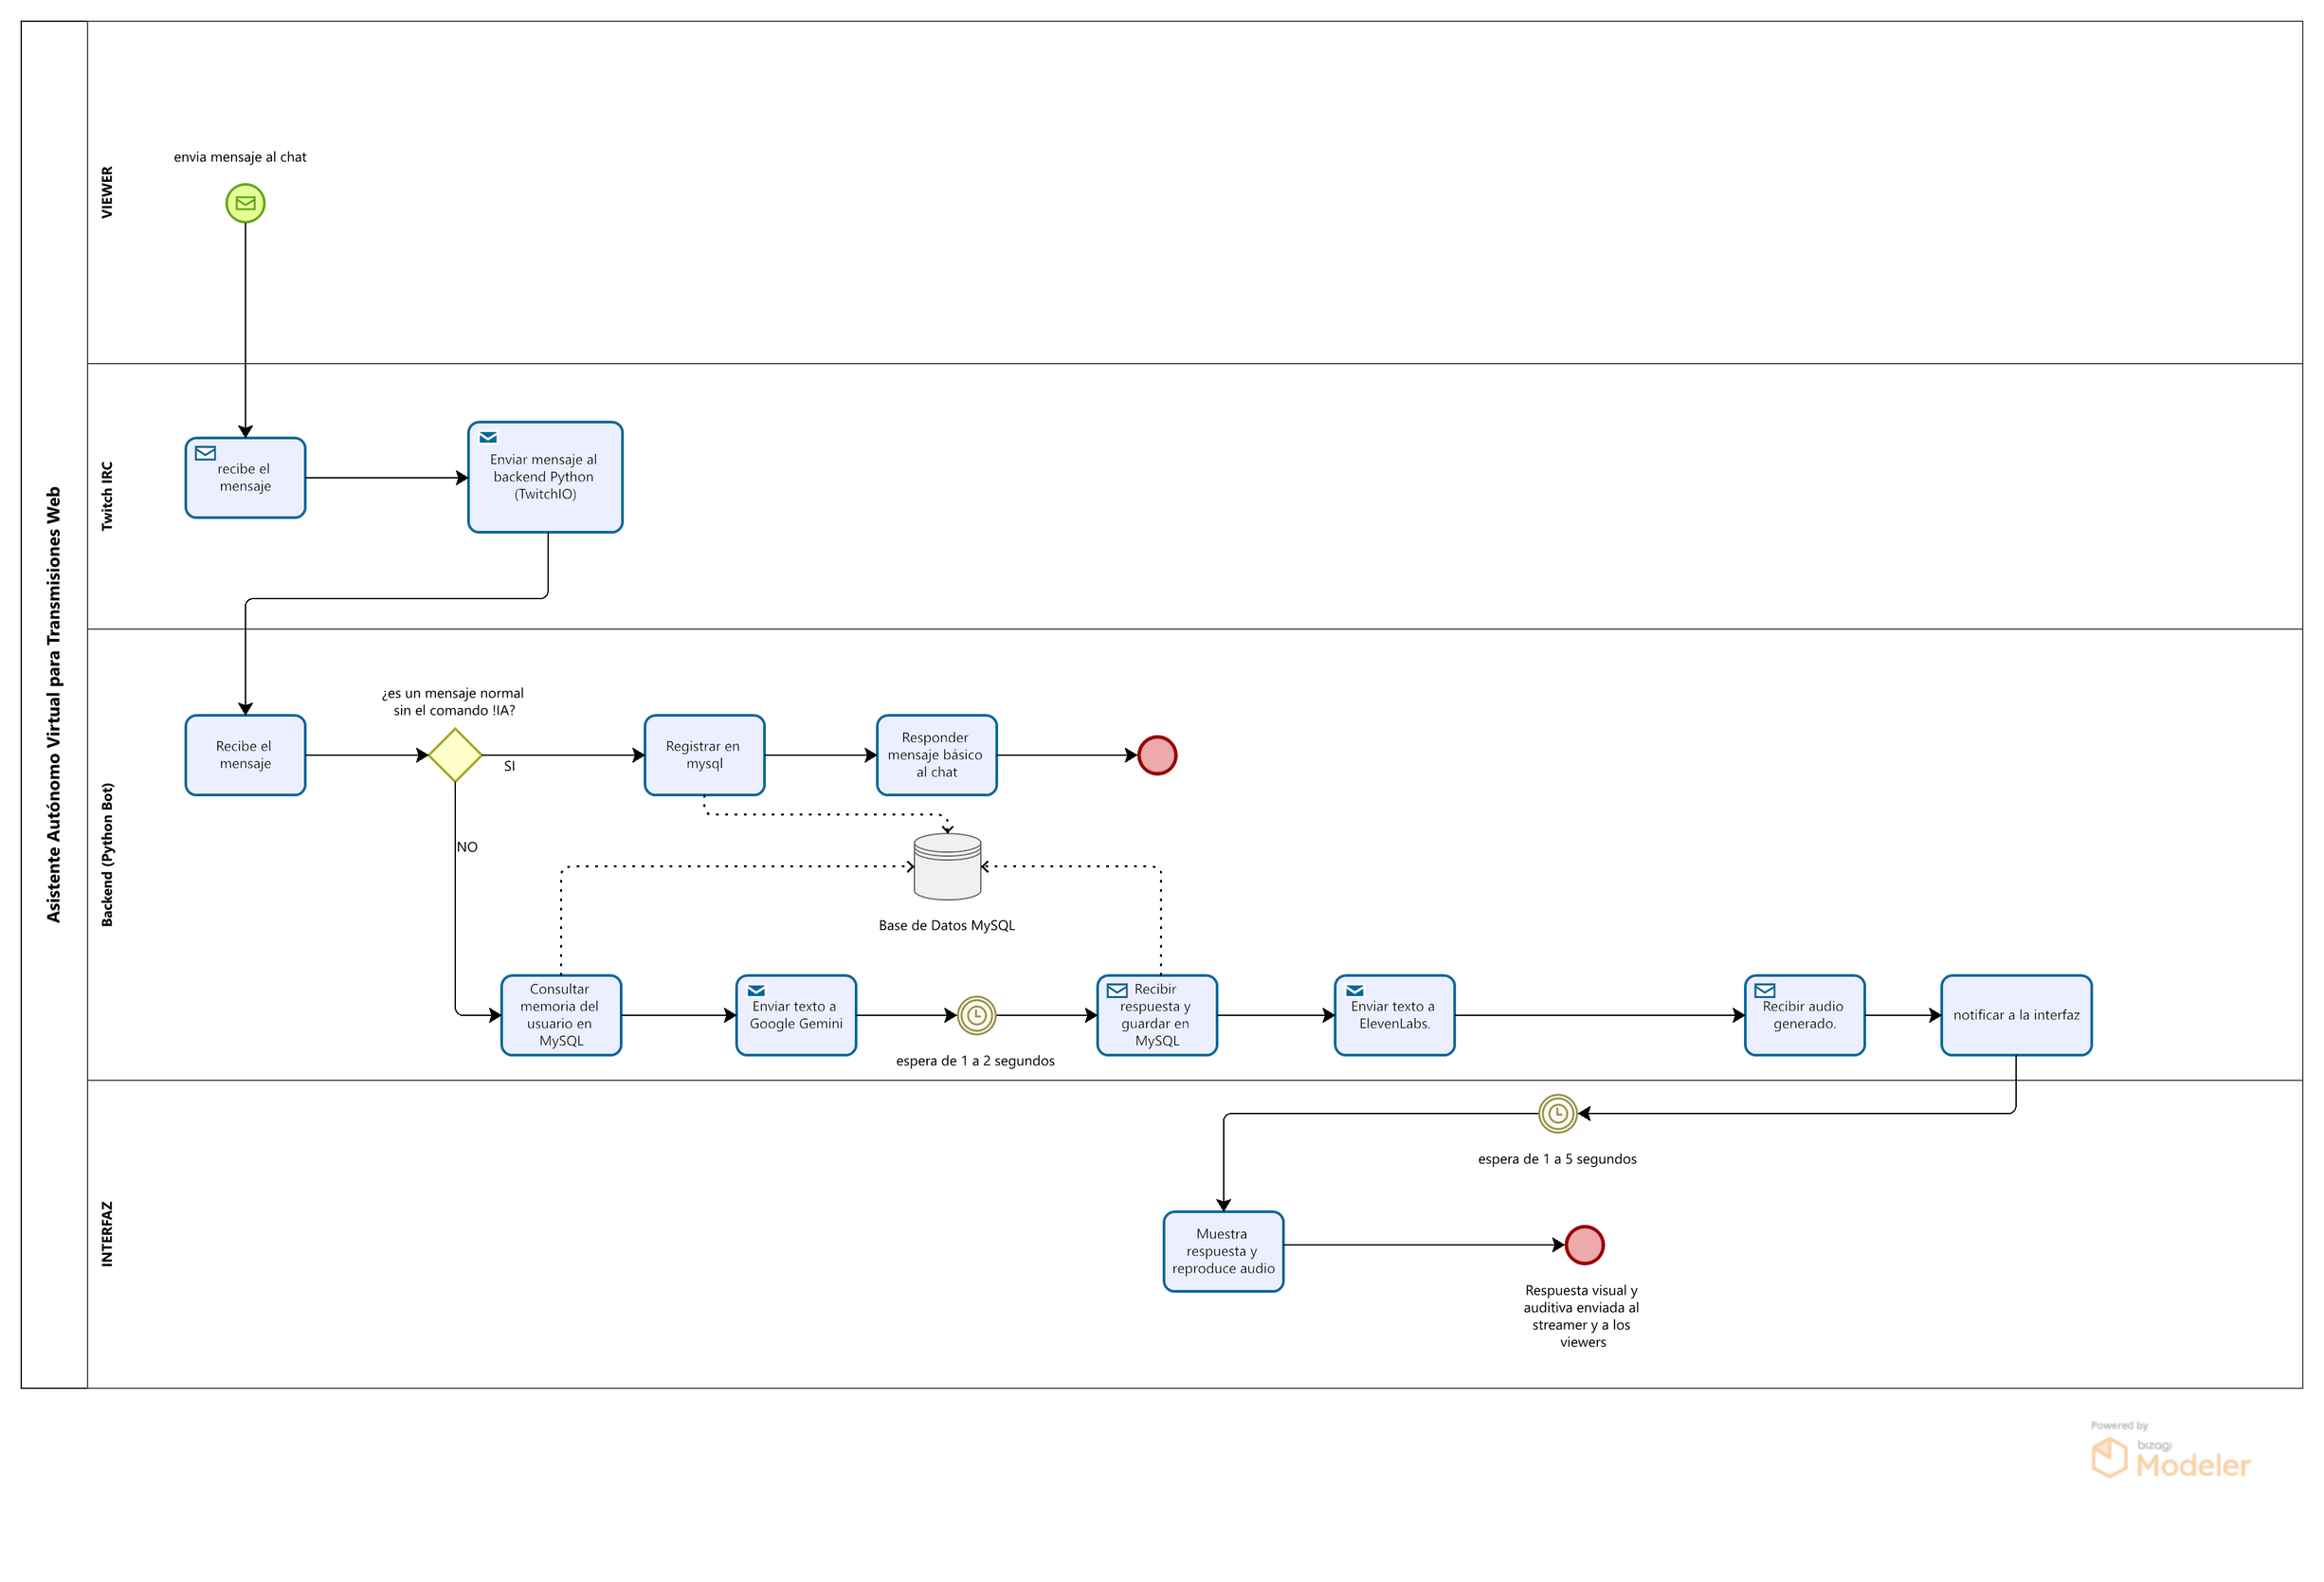 Asistente Autónomo Virtual para Transmisiones Web
VIEWER
envia mensaje al chat
Twitch IRC
recibe el
mensaje
Enviar mensaje al
backend Python
(TwitchIO)
Backend (Python Bot)
Recibe el
mensaje
¿es un mensaje normal
sin el comando !IA?
SI
NO
Registrar en
mysql
Responder
mensaje básico
al chat
Base de Datos MySQL
Consultar
memoria del
usuario en
MySQL
Enviar texto a
Google Gemini
espera de 1 a 2 segundos
Recibir
respuesta y
guardar en
MySQL
Enviar texto a
ElevenLabs.
Recibir audio
generado.
notificar a la interfaz
INTERFAZ
espera de 1 a 5 segundos
Muestra
respuesta y
reproduce audio
Respuesta visual y
auditiva enviada al
streamer y a los
viewers
Powered by
bizagi
Modeler